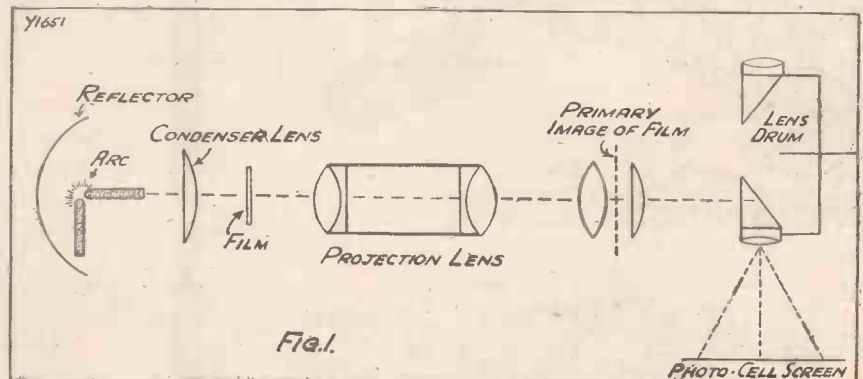 Y1651
REFLECTOR
ARC
CONDENSER LENS
FILM
PROJECTION LENS
PRIMARY
IMAGE OF FILM
LENS
DRUM
PHOTO-CELL SCREEN
FIG.1.